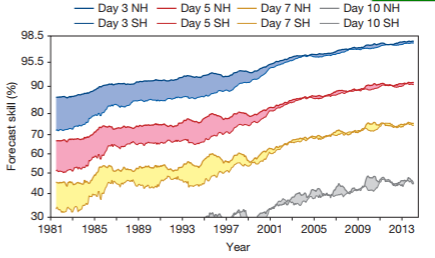 Day 3 NH Day 5 NH Day 7 NH Day 10 NH
Day 3 SH Day 5 SH Day 7 SH Day 10 SH
98.5
95.5
90
80
70
60
50
40
30
Forecast skill (%)
1981 1985 1989 1993 1997 2001 2005 2009 2013
Year